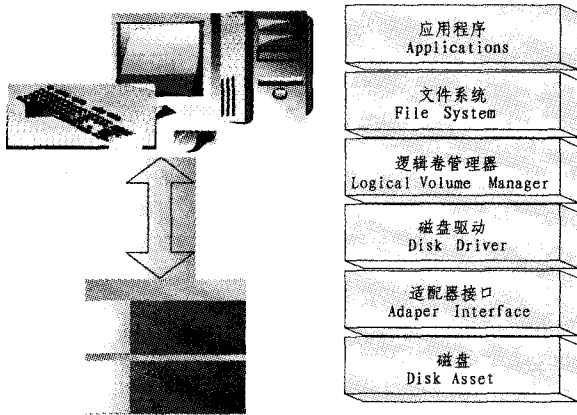 应用程序
Applications
文件系统
File System
逻辑卷管理器
Logical Volume Manager
磁盘驱动
Disk Driver
适配器接口
Adaper Interface
磁盘
Disk Asset